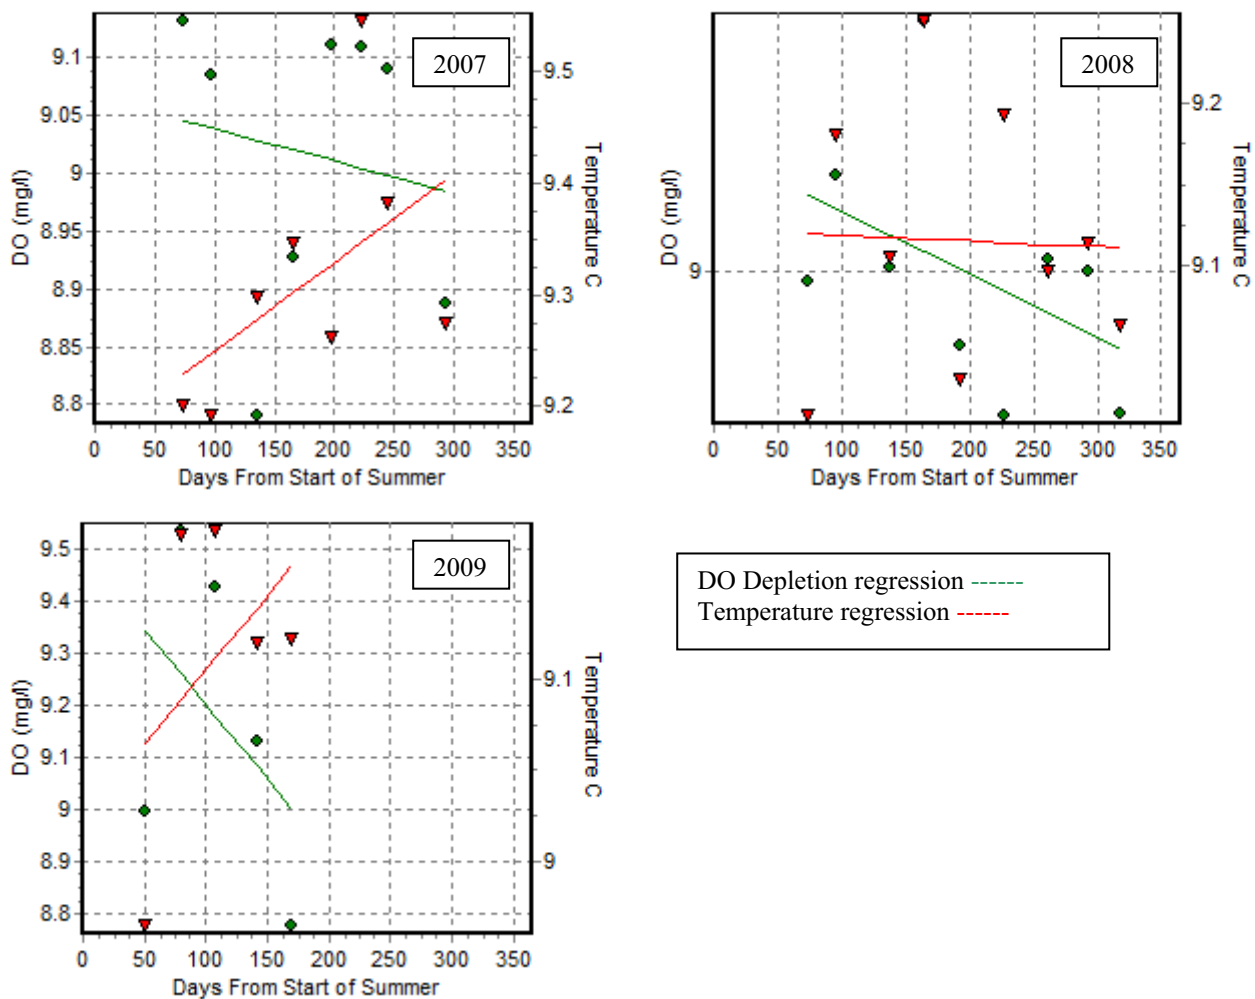 2007
9.1
9.05
9
8.95
8.9
8.85
8.8
DO (mg/l)
9.5
9.4
9.3
9.2
Temperature C
0 50 100 150 200 250 300 350
Days From Start of Summer
2008
9
DO (mg/l)
9.2
9.1
Temperature C
0 50 100 150 200 250 300 350
Days From Start of Summer
2009
9.5
9.4
9.3
9.2
9.1
9
8.9
8.8
DO (mg/l)
9.1
9
Temperature C
0 50 100 150 200 250 300 350
Days From Start of Summer
DO Depletion regression ------
Temperature regression ------